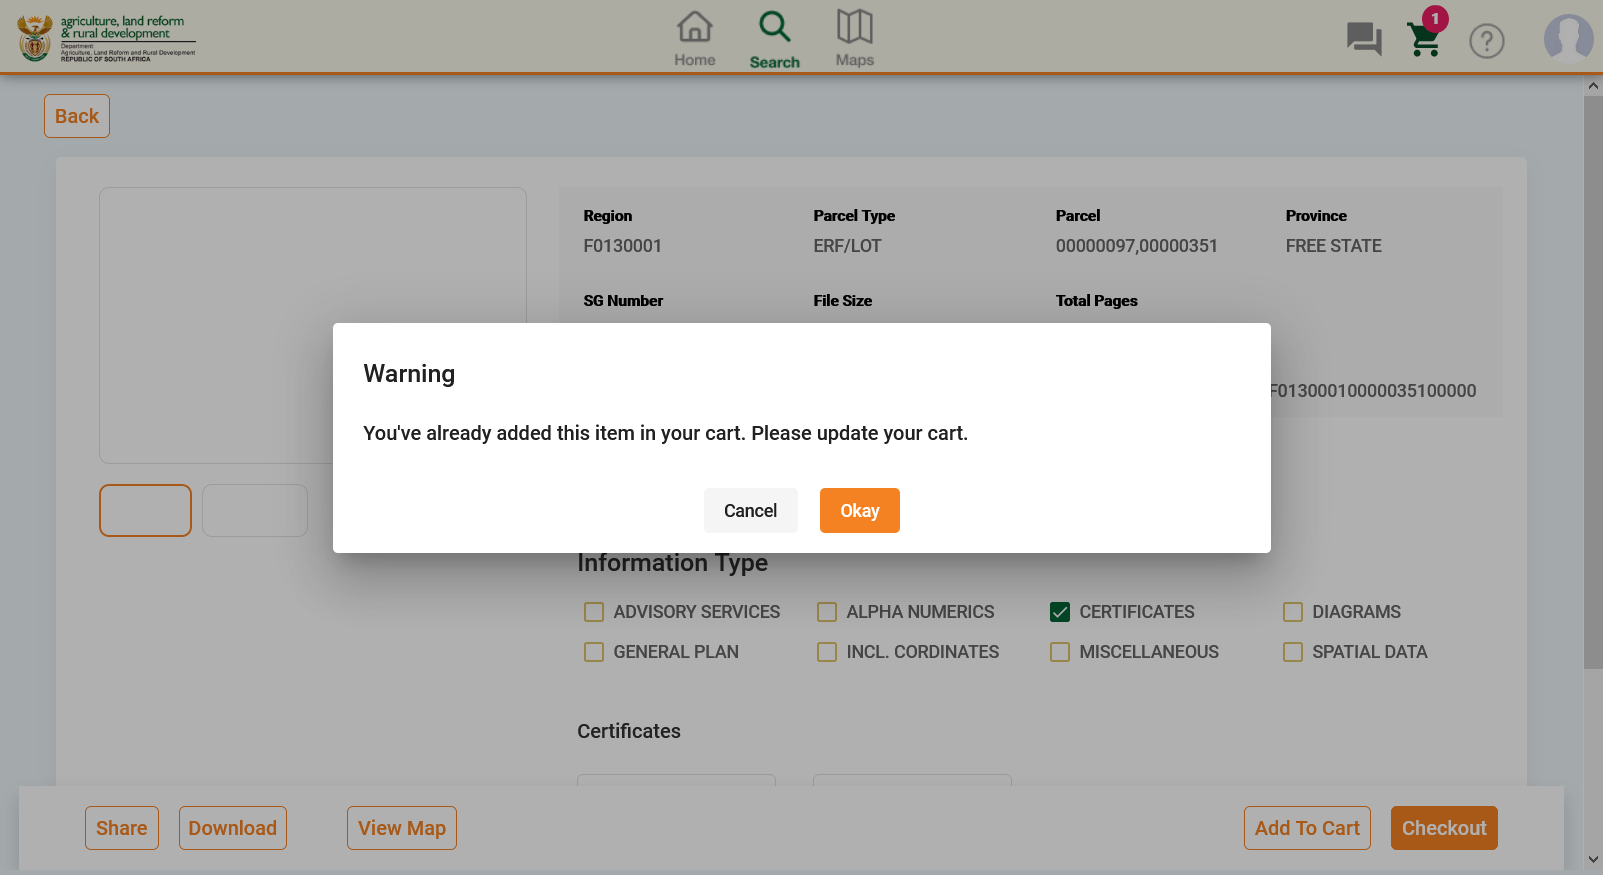 agriculture, land reform
& rural development
Department:
Agriculture, Land Reform and Rural Development
REPUBLIC OF SOUTH AFRICA
Home
Search
Maps
1
?
Back
Region
Parcel Type
Parcel
Province
F0130001
ERF/LOT
00000097,00000351
FREE STATE
SG Number
File Size
Total Pages
F01300010000035100000
Warning
You've already added this item in your cart. Please update your cart.
Cancel
Okay
Information Type
ADVISORY SERVICES
ALPHA NUMERICS
CERTIFICATES
DIAGRAMS
GENERAL PLAN
INCL. CORDINATES
MISCELLANEOUS
SPATIAL DATA
Certificates
Share
Download
View Map
Add To Cart
Checkout